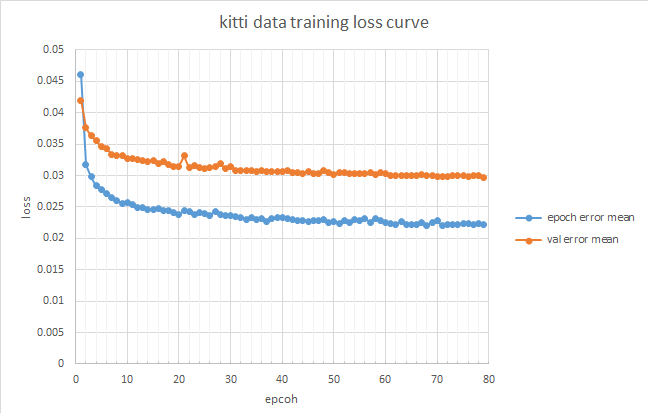 kitti data training loss curve
0.05
0.045
0.04
0.035
0.03
0.025
0.02
0.015
0.01
0.005
0
loss
0 10 20 30 40 50 60 70 80
epcoh
epoch error mean
val error mean